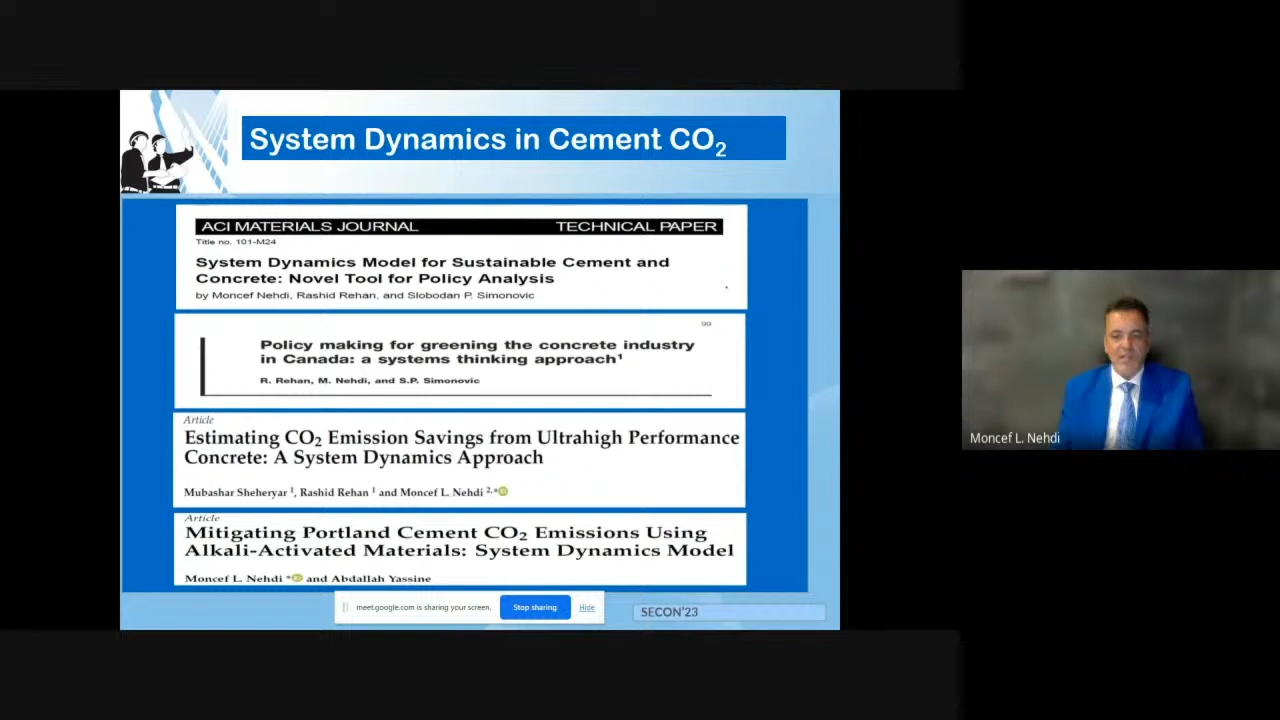 System Dynamics in Cement CO₂
ACI MATERIALS JOURNAL TECHNICAL PAPER
Title no. 101-M24
System Dynamics Model for Sustainable Cement and
Concrete: Novel Tool for Policy Analysis
by Moncef Nehdi, Rashid Rehan, and Slobodan P. Simonovic
99
Policy making for greening the concrete industry
in Canada: a systems thinking approach¹
R. Rehan, M. Nehdi, and S.P. Simonovic
Article
Estimating CO₂ Emission Savings from Ultrahigh Performance
Concrete: A System Dynamics Approach
Mubashar Sheheryar ¹, Rashid Rehan ¹ and Moncef L. Nehdi ²,*
Article
Mitigating Portland Cement CO₂ Emissions Using
Alkali-Activated Materials: System Dynamics Model
Moncef L. Nehdi * and Abdallah Yassine
meet.google.com is sharing your screen. Stop sharing Hide
SECON'23
Moncef L. Nehdi